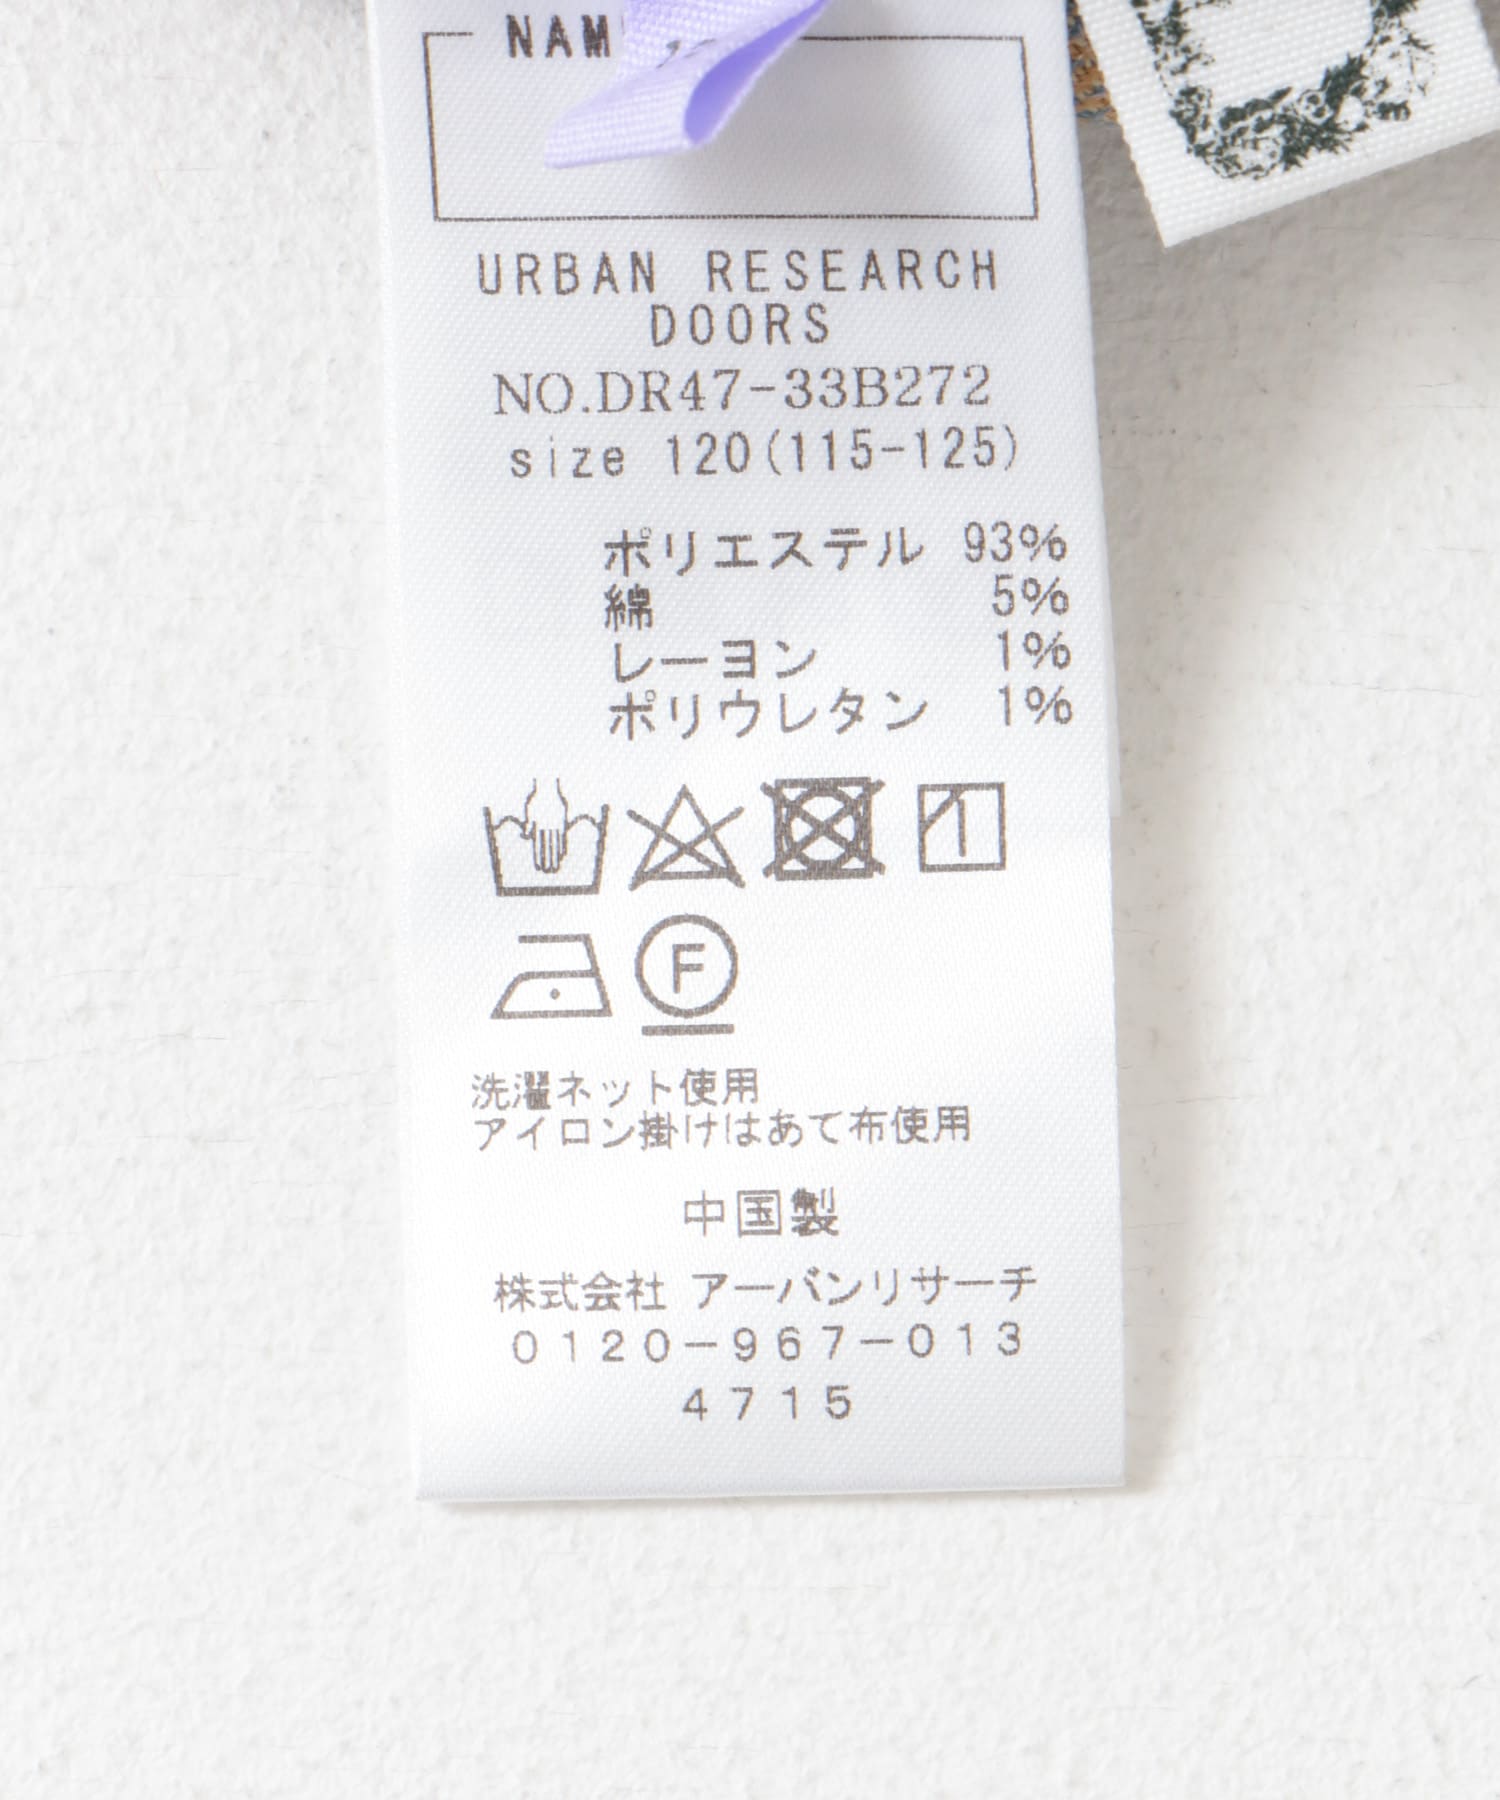 URBAN RESEARCH
DOORS
NO.DR47-33B272
size 120(115-125)
ポリエステル 93%
綿 5%
レーヨン 1%
ポリウレタン 1%
F
洗濯ネット使用
アイロン掛けはあて布使用
中国製
株式会社 アーバンリサーチ
0120-967-013
4715